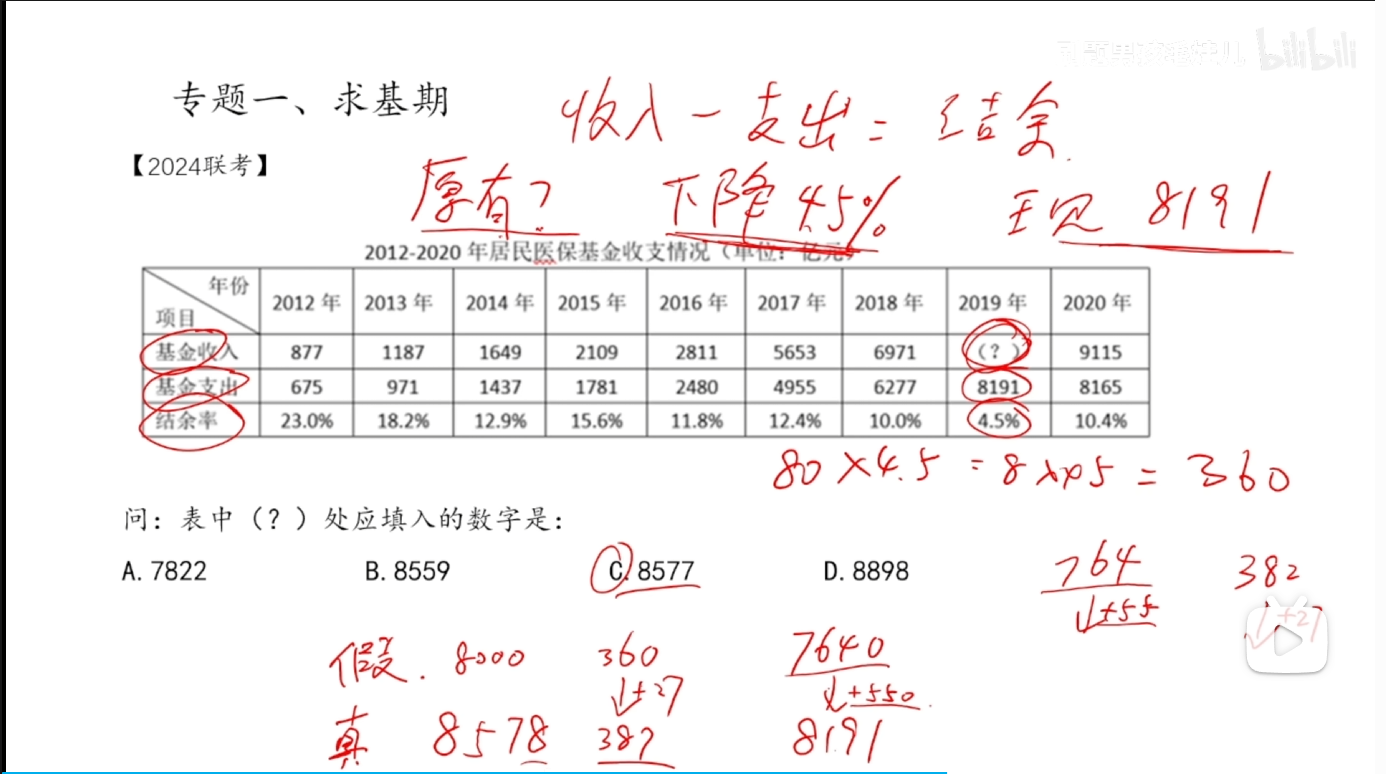 bilibili
专题一、求基期
收入-支出=结余
【2024联考】
原有? 下降 4.5% 现 8191
2012-2020 年居民医保基金收支情况（单位：亿元）
年份 项目 2012 年 2013 年 2014 年 2015 年 2016 年 2017 年 2018 年 2019 年 2020 年
基金收入 877 1187 1649 2109 2811 5653 6971 （?） 9115
基金支出 675 971 1437 1781 2480 4955 6277 8191 8165
结余率 23.0% 18.2% 12.9% 15.6% 11.8% 12.4% 10.0% 4.5% 10.4%
80×4.5=8×45=360
问：表中（?）处应填入的数字是：
A. 7822 B. 8559 C. 8577 D. 8898
764 382
+55 +27
假. 8000 360 7640
+27 +550
真 8578 387 8191